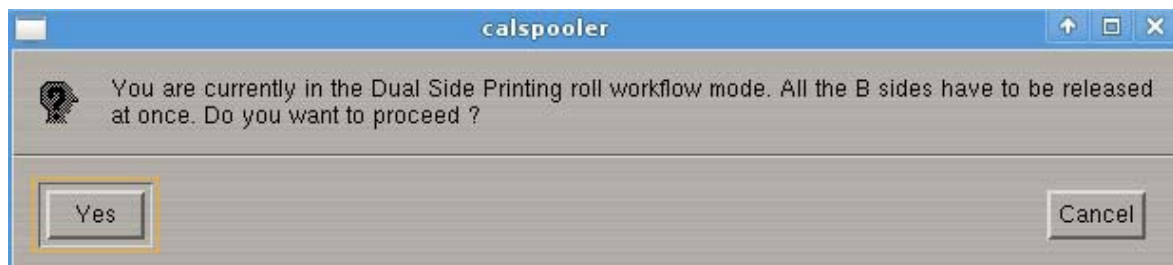 calspooler
You are currently in the Dual Side Printing roll workflow mode. All the B sides have to be released
at once. Do you want to proceed ?
Yes
Cancel